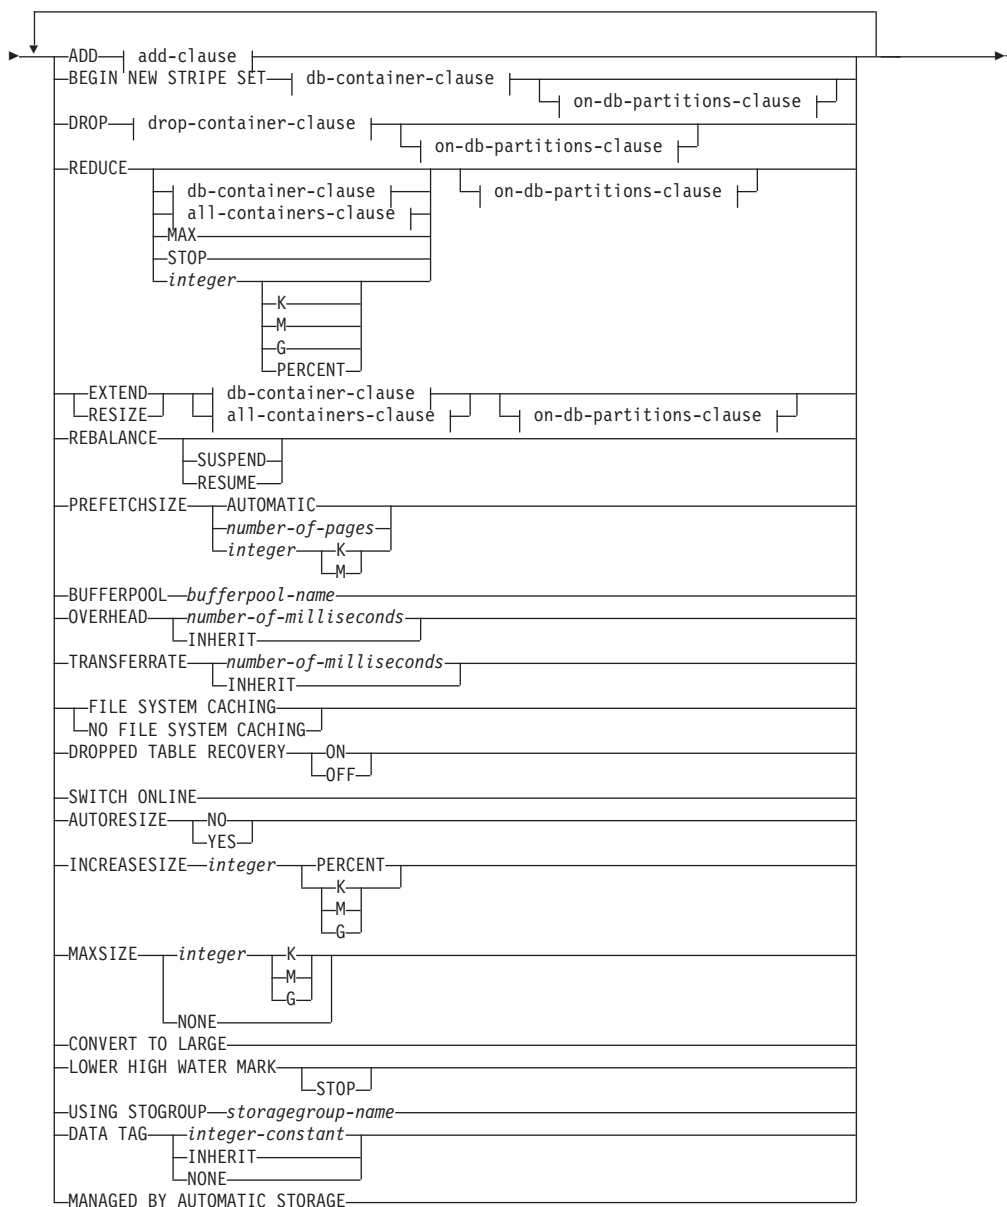 ADD add-clause
BEGIN NEW STRIPE SET db-container-clause
on-db-partitions-clause
DROP drop-container-clause
on-db-partitions-clause
REDUCE
db-container-clause on-db-partitions-clause
all-containers-clause
MAX
STOP
integer
K
M
G
PERCENT
EXTEND db-container-clause
RESIZE all-containers-clause on-db-partitions-clause
REBALANCE
SUSPEND
RESUME
PREFETCHSIZE AUTOMATIC
number-of-pages
integer K
M
BUFFERPOOL bufferpool-name
OVERHEAD number-of-milliseconds
INHERIT
TRANSFERRATE number-of-milliseconds
INHERIT
FILE SYSTEM CACHING
NO FILE SYSTEM CACHING
DROPPED TABLE RECOVERY ON
OFF
SWITCH ONLINE
AUTORESIZE NO
YES
INCREASESIZE integer PERCENT
K
M
G
MAXSIZE integer K
M
G
NONE
CONVERT TO LARGE
LOWER HIGH WATER MARK
STOP
USING STOGROUP storagegroup-name
DATA TAG integer-constant
INHERIT
NONE
MANAGED BY AUTOMATIC STORAGE